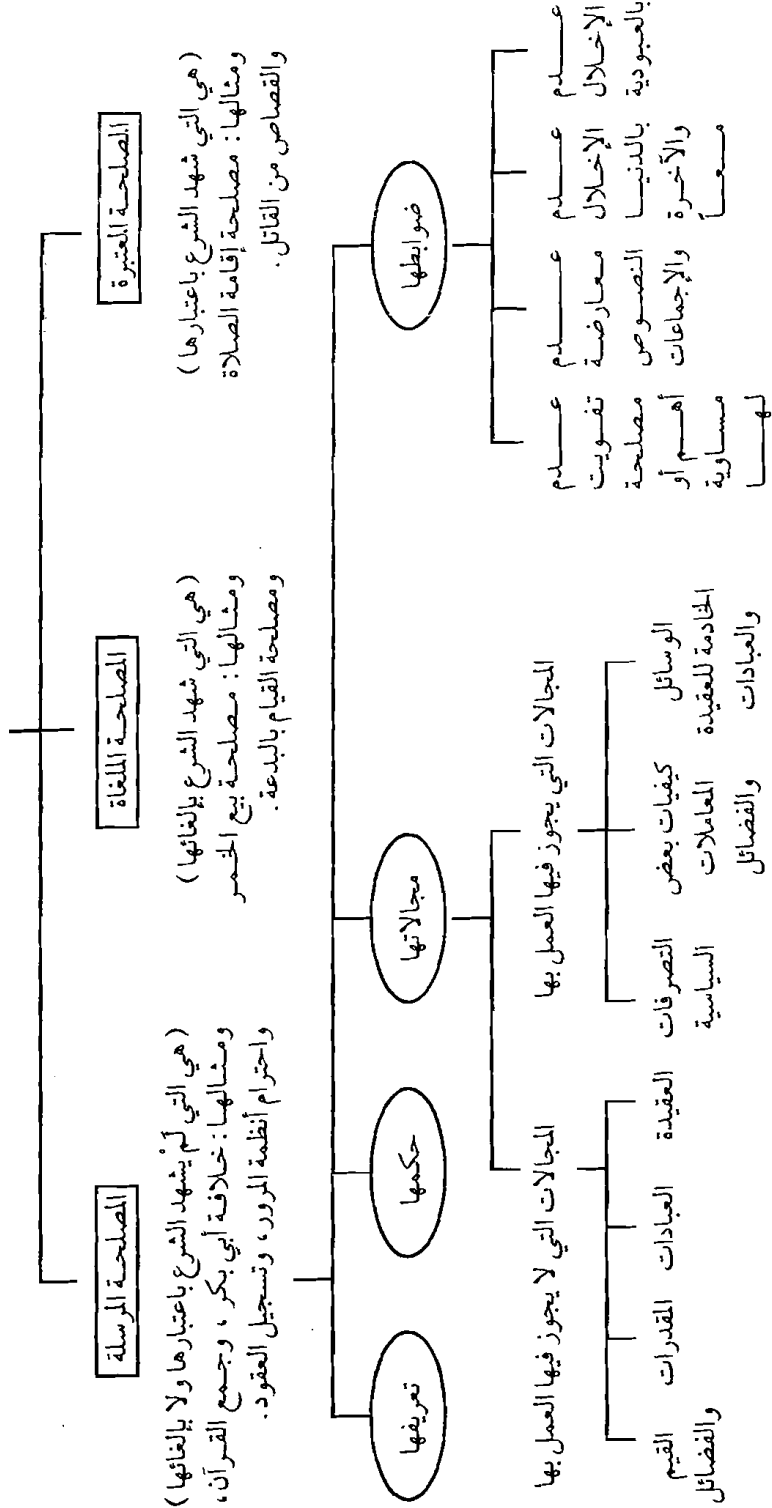 المصلحة المعتبرة
(هي التي شهد الشرع باعتبارها)
ومثالها: مصلحة إقامة الصلاة
والقصاص من القاتل.
المصلحة الملغاة
(هي التي شهد الشرع بإلغائها)
ومثالها: مصلحة بيع الخمر
ومصلحة القيام بالبدعة.
المصلحة المرسلة
(هي التي لَمْ يُشهد الشرع باعتبارها ولا بإلغائها)
ومثالها: خلافة أبي بكر، وجمع القرآن،
واحترام أنظمة المرور، وتسجيل العقود.
ضوابطها
مجالاتها
حكمها
تعريفها
عدم
الإخلال
بالعبودية
عدم
الإخلال
بالدنيا
والآخرة
معاً
عدم
معارضة
النصوص
والإجماعات
عدم
تفويت
مصلحة
أهم أو
مساوية
لها
المجالات التي يجوز فيها العمل بها
الوسائل
الخادمة للعقيدة
والعبادات
كيفيات بعض
المعاملات
والفضائل
التصرفات
السياسية
المجالات التي لا يجوز فيها العمل بها
العقيدة
العبادات
المقدرات
القيم
والفضائل